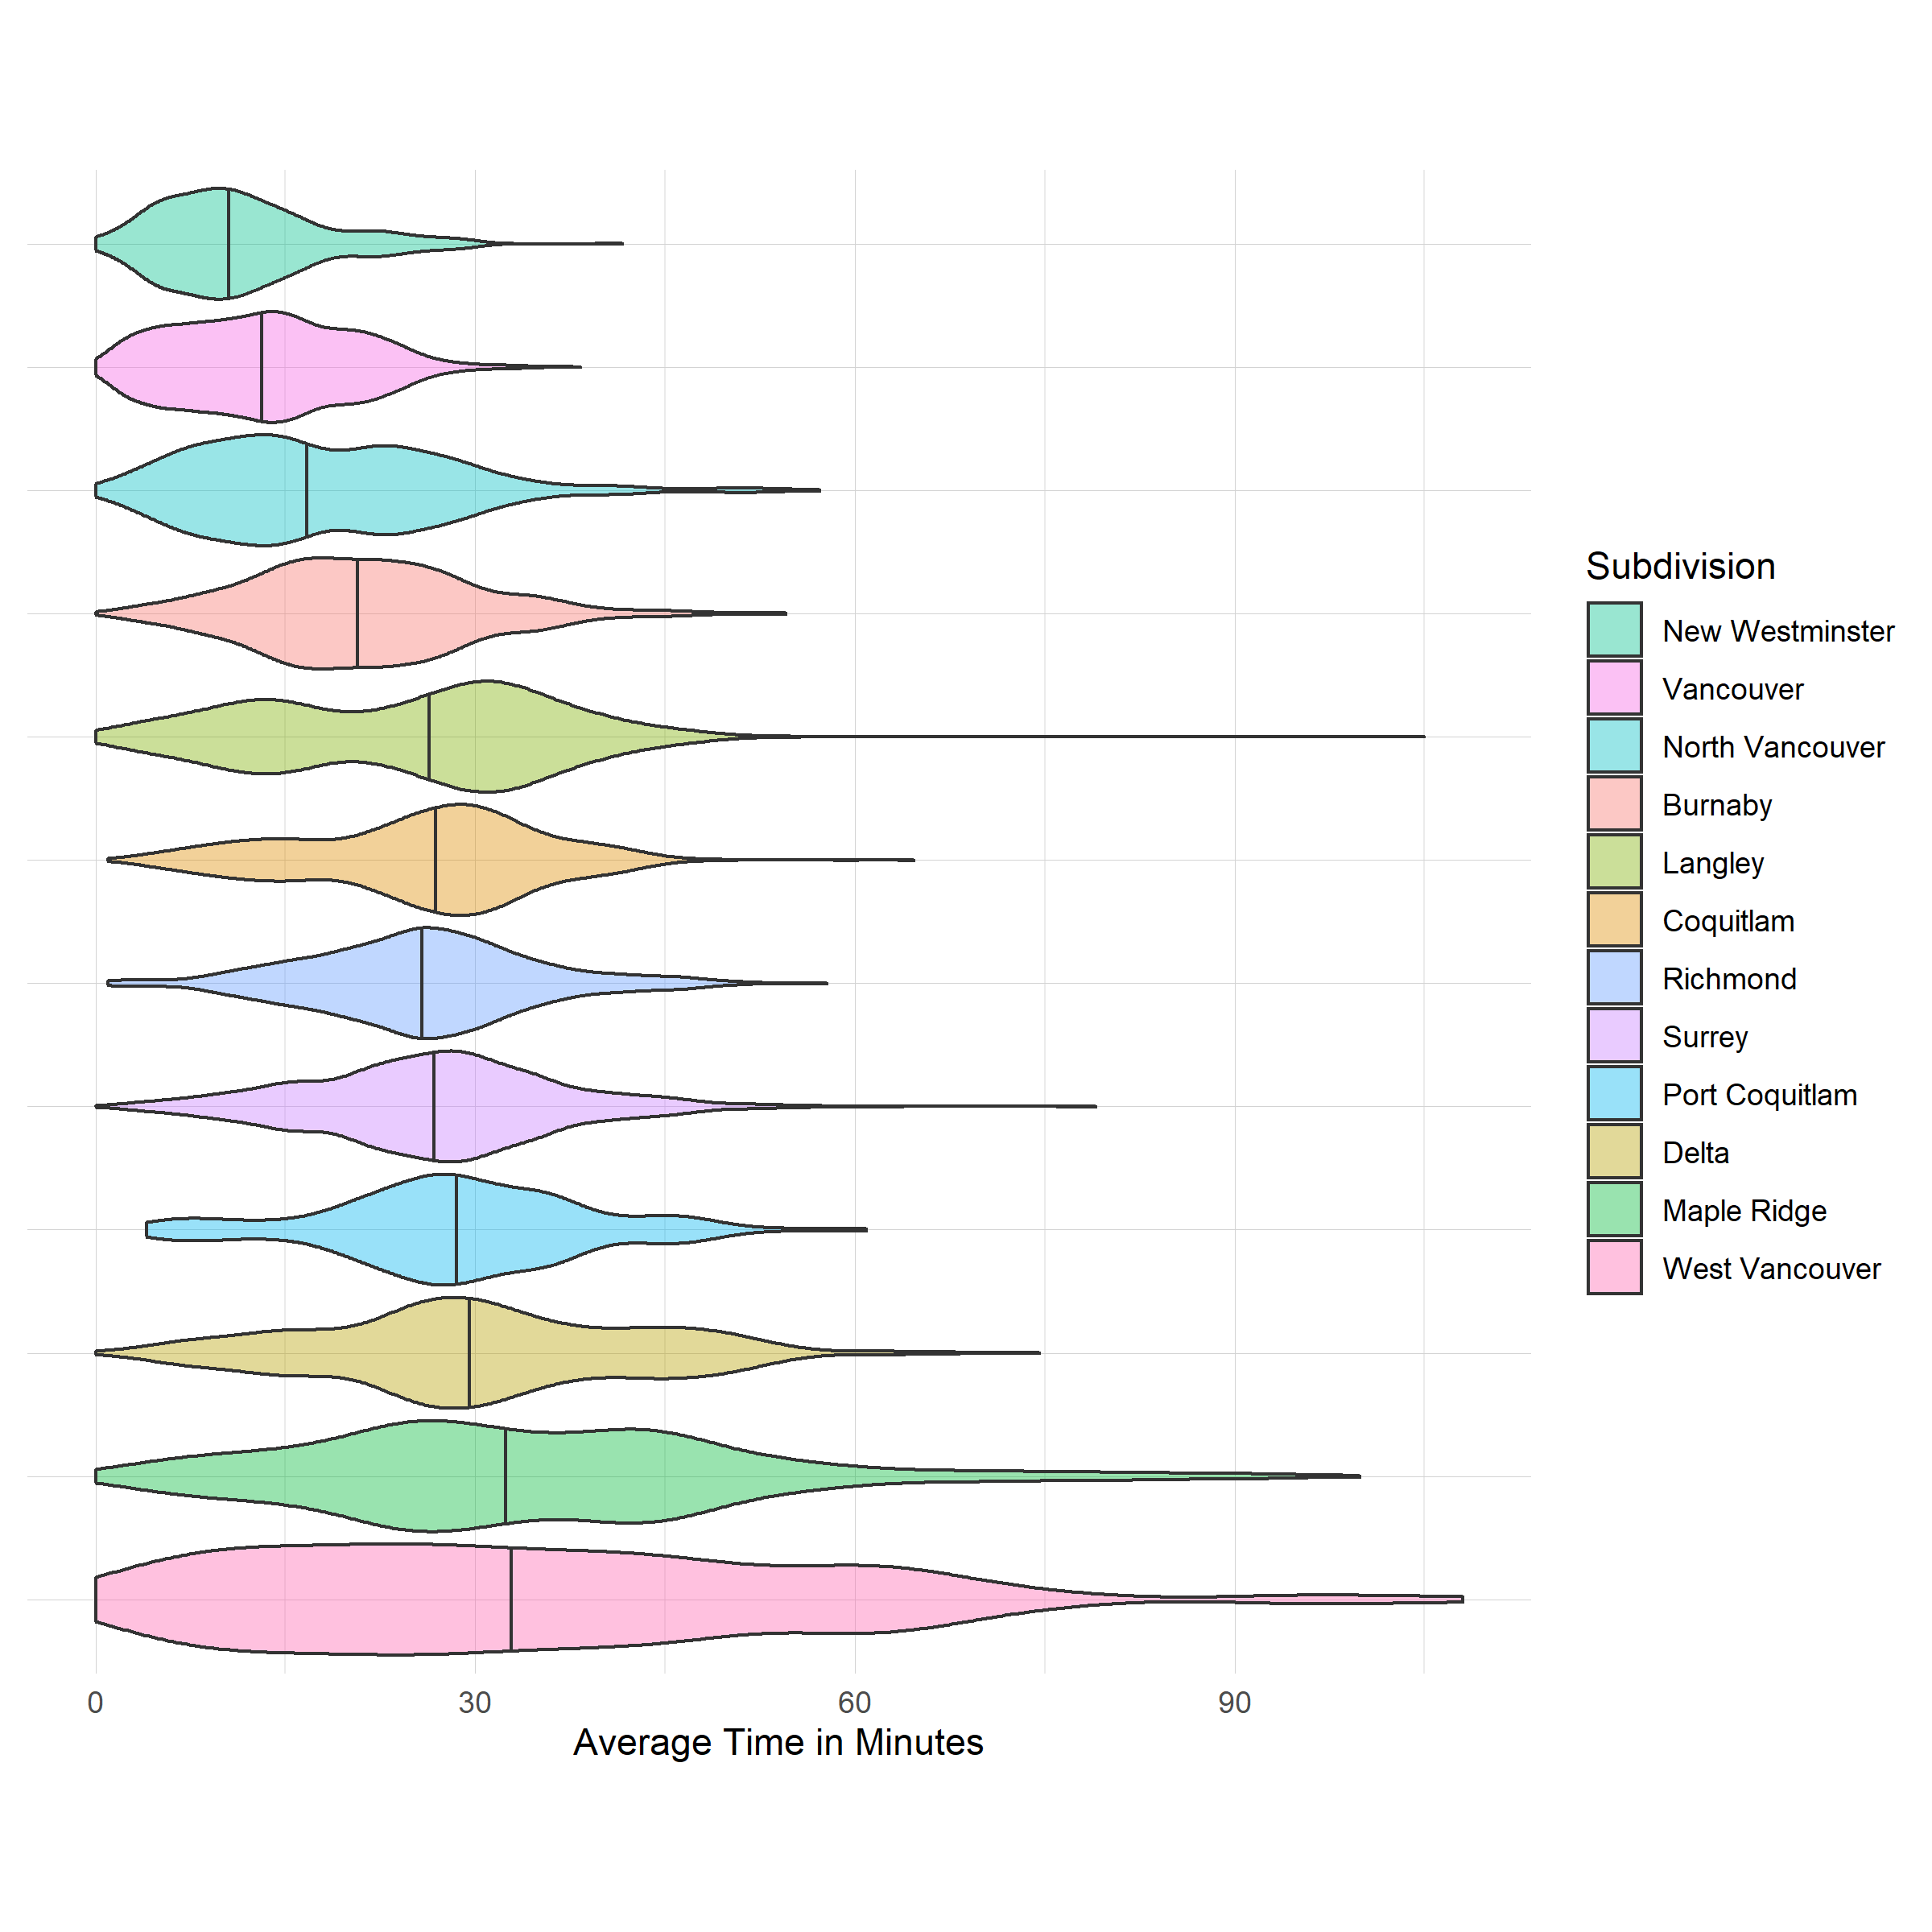 Subdivision
New Westminster
Vancouver
North Vancouver
Burnaby
Langley
Coquitlam
Richmond
Surrey
Port Coquitlam
Delta
Maple Ridge
West Vancouver
0 30 60 90
Average Time in Minutes